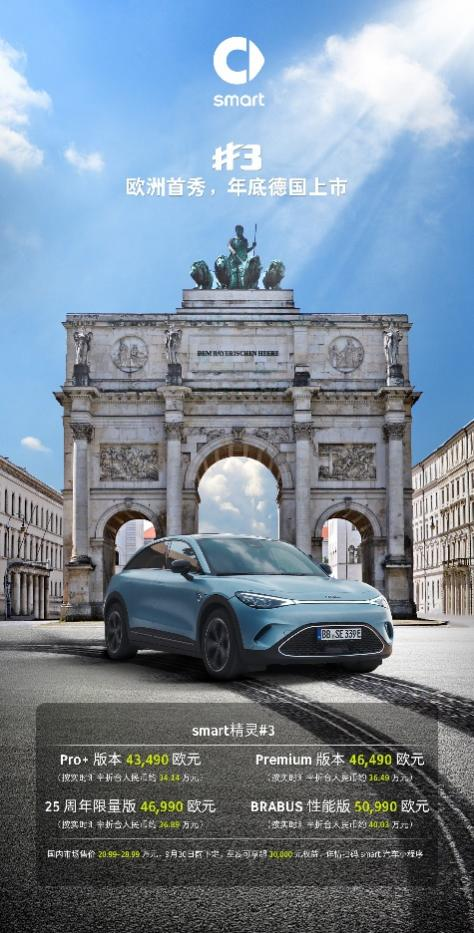 smart
#3
欧洲首秀，年底德国上市
DEM BAYERISCHEN HEERE
BB SE 339E
smart精灵#3
Pro+ 版本 43,490 欧元 Premium 版本 46,490 欧元
（按实时汇率折合人民币约 34.14 万元） （按实时汇率折合人民币约 36.49 万元）
25 周年限量版 46,990 欧元 BRABUS 性能版 50,990 欧元
（按实时汇率折合人民币约 36.89 万元） （按实时汇率折合人民币约 40.03 万元）
国内市场售价 20.99-28.99 万元，9月30日前下定，至高可享超 30,000 元权益，详情扫码 smart 汽车小程序